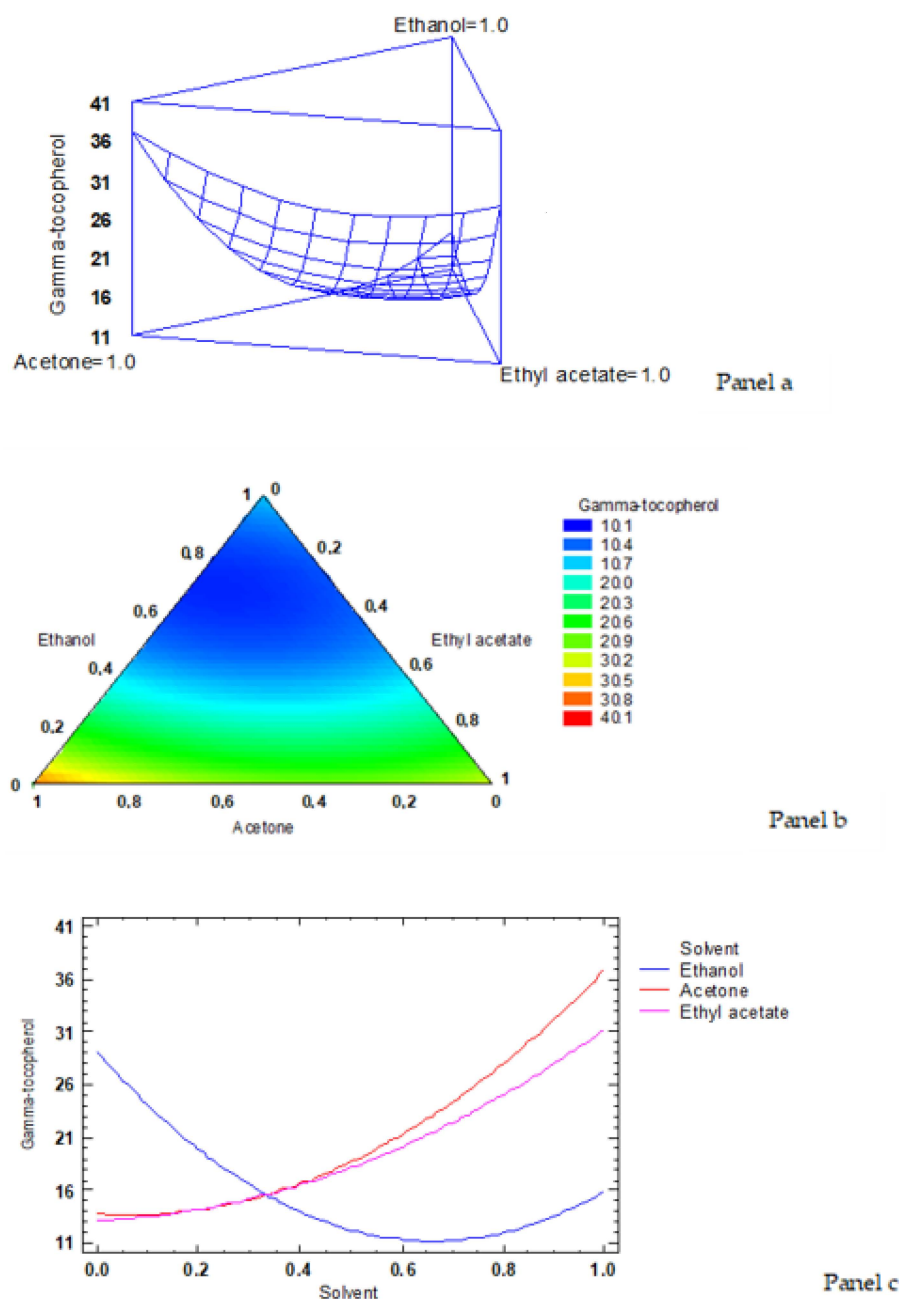 Ethanol=1.0
Gamma-tocopherol
41
36
31
26
21
16
11
Acetone=1.0
Ethyl acetate=1.0
Panel a
1 0
0.8 0.2
0.6 0.4
Ethanol Ethyl acetate
0.4 0.6
0.2 0.8
0 1
1 0.8 0.6 0.4 0.2 0
Acetone
Gamma-tocopherol
10.1
10.4
10.7
20.0
20.3
20.6
20.9
30.2
30.5
30.8
40.1
Panel b
Gamma-tocopherol
41
36
31
26
21
16
11
0.0 0.2 0.4 0.6 0.8 1.0
Solvent
Solvent
Ethanol
Acetone
Ethyl acetate
Panel c